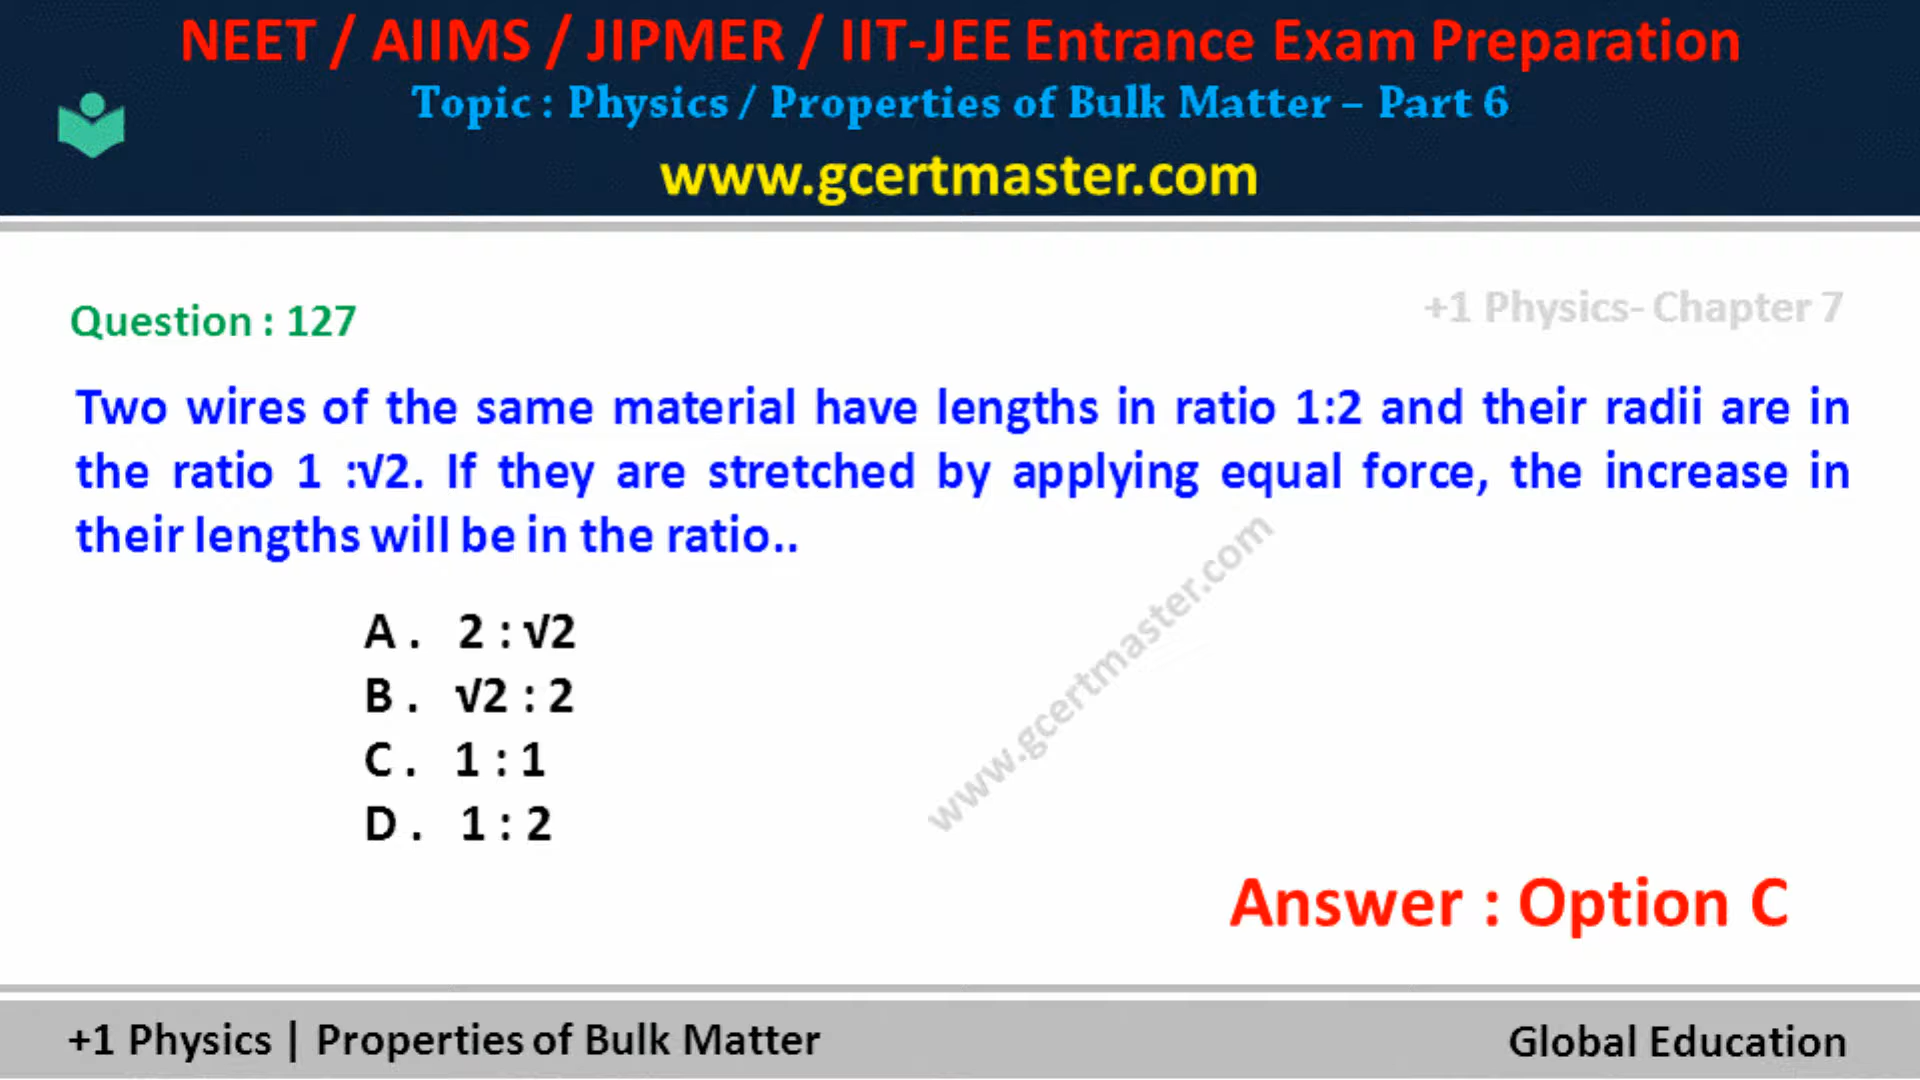 NEET / AIIMS / JIPMER / IIT-JEE Entrance Exam Preparation
Topic : Physics / Properties of Bulk Matter – Part 6
www.gcertmaster.com
+1 Physics- Chapter 7
Question : 127
Two wires of the same material have lengths in ratio 1:2 and their radii are in
the ratio 1 :√2. If they are stretched by applying equal force, the increase in
their lengths will be in the ratio..
A . 2 : √2
B . √2 : 2
C . 1 : 1
D . 1 : 2
www.gcertmaster.com
Answer : Option C
+1 Physics | Properties of Bulk Matter
Global Education